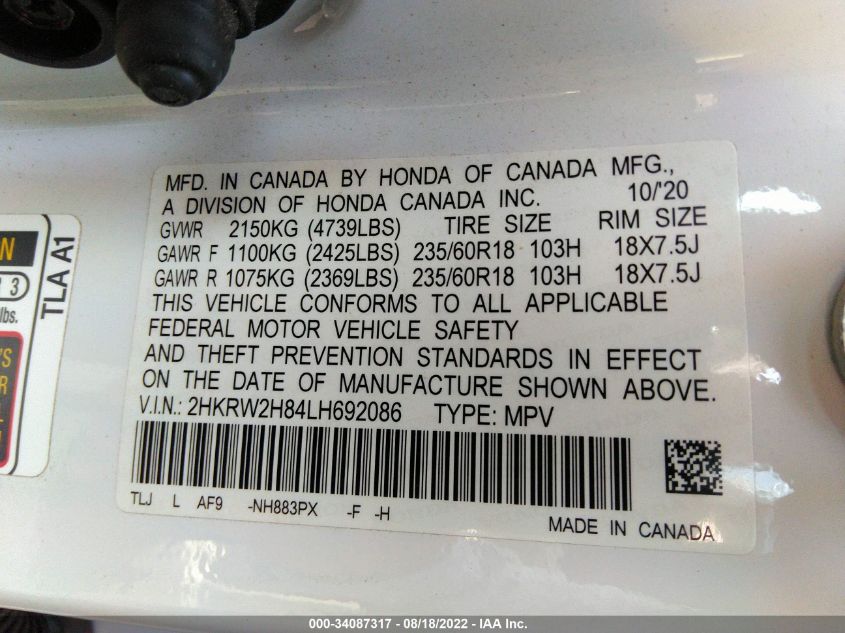 MFD. IN CANADA BY HONDA OF CANADA MFG.,
A DIVISION OF HONDA CANADA INC. 10/'20
GVWR 2150KG (4739LBS) TIRE SIZE RIM SIZE
GAWR F 1100KG (2425LBS) 235/60R18 103H 18X7.5J
GAWR R 1075KG (2369LBS) 235/60R18 103H 18X7.5J
THIS VEHICLE CONFORMS TO ALL APPLICABLE
FEDERAL MOTOR VEHICLE SAFETY
AND THEFT PREVENTION STANDARDS IN EFFECT
ON THE DATE OF MANUFACTURE SHOWN ABOVE.
V.I.N.: 2HKRW2H84LH692086 TYPE: MPV
TLJ L AF9 -NH883PX -F -H
MADE IN CANADA
N
3
lbs.
'S
R
TLA A1
000-34087317 - 08/18/2022 - IAA Inc.